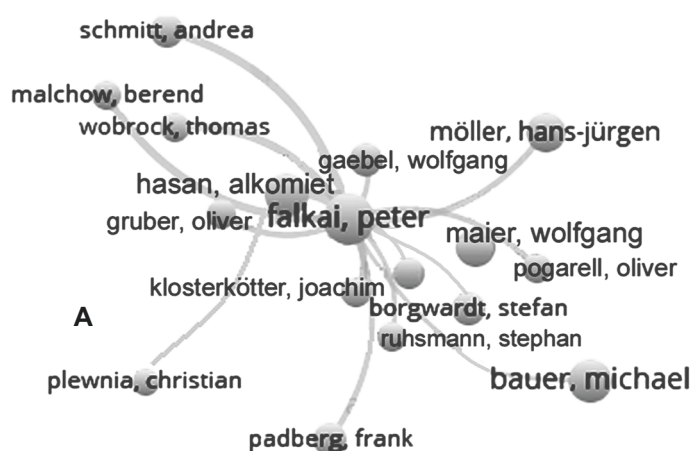 schmitt, andrea
malchow, berend
wobrock, thomas
möller, hans-jürgen
gaebel, wolfgang
hasan, alkomiet
gruber, oliver
falkai, peter
maier, wolfgang
pogarell, oliver
klosterkötter, joachim
borgwardt, stefan
A
ruhsmann, stephan
plewnia, christian
bauer, michael
padberg, frank